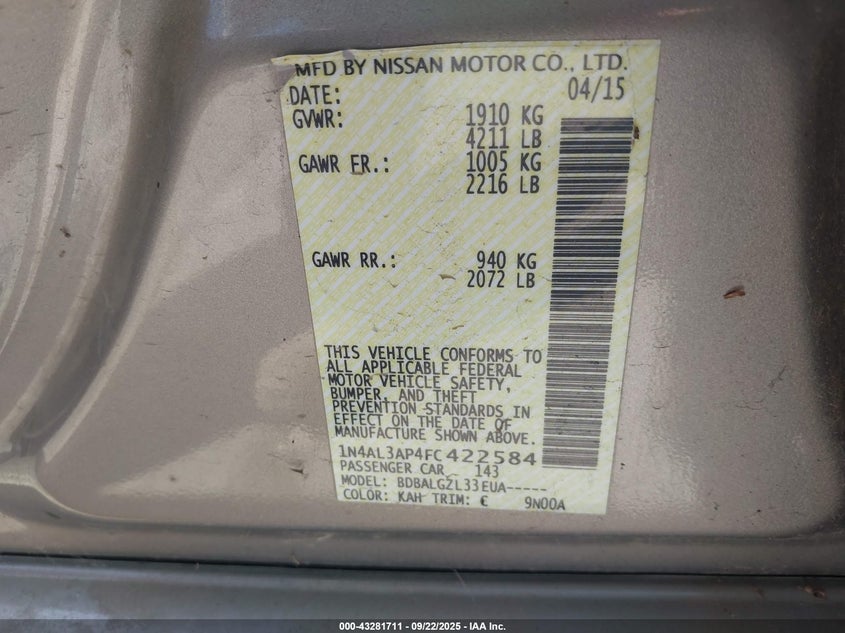 MFD BY NISSAN MOTOR CO., LTD.
DATE: 04/15
GVWR: 1910 KG
4211 LB
GAWR FR.: 1005 KG
2216 LB
GAWR RR.: 940 KG
2072 LB
THIS VEHICLE CONFORMS TO
ALL APPLICABLE FEDERAL
MOTOR VEHICLE SAFETY,
BUMPER, AND THEFT
PREVENTION STANDARDS IN
EFFECT ON THE DATE OF
MANUFACTURE SHOWN ABOVE.
1N4AL3AP4FC422584
PASSENGER CAR 143
MODEL: BDBALGZL33EUA-----
COLOR: KAH TRIM: 9N00A
000-43281711 - 09/22/2025 - IAA Inc.